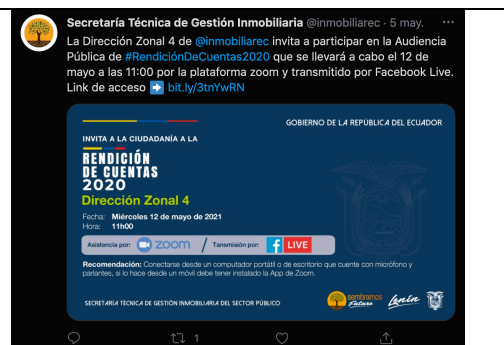 Secretaría Técnica de Gestión Inmobiliaria @inmobiliarec · 5 may. ···
La Dirección Zonal 4 de @inmobiliarec invita a participar en la Audiencia
Pública de #RendiciónDeCuentas2020 que se llevará a cabo el 12 de
mayo a las 11:00 por la plataforma zoom y transmitido por Facebook Live.
Link de acceso ➡️ bit.ly/3tnYwRN
GOBIERNO DE LA REPÚBLICA DEL ECUADOR
INVITA A LA CIUDADANÍA A LA
RENDICIÓN
DE CUENTAS
2020
Dirección Zonal 4
Fecha: Miércoles 12 de mayo de 2021
Hora: 11h00
Asistencia por: zoom / Tansmisión por: f LIVE
Recomendación: Conectarse desde un computador portátil o de escritorio que cuente con micrófono y
parlantes, si lo hace desde un móvil debe tener instalado la App de Zoom.
SECRETARÍA TÉCNICA DE GESTIÓN INMOBILIARIA DEL SECTOR PÚBLICO
sembramos
Futuro
Lenín
1